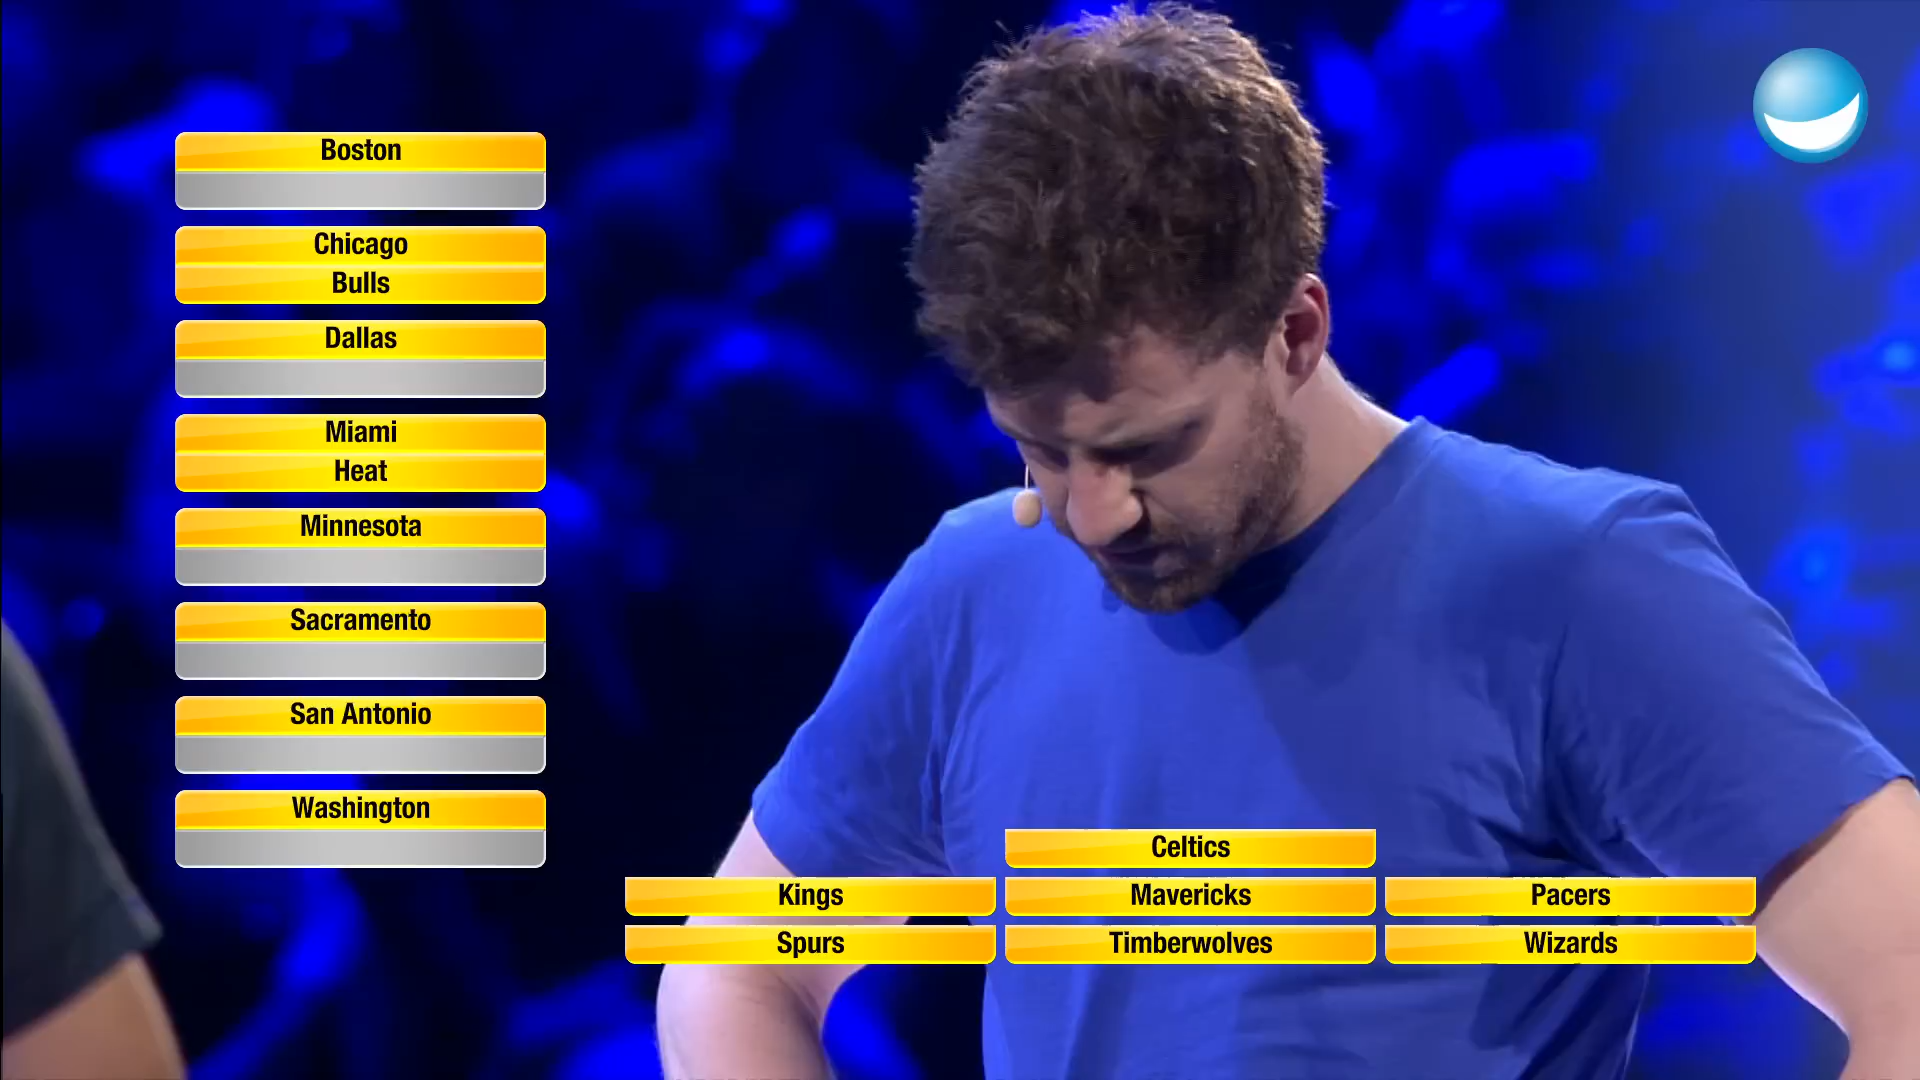 Boston
Chicago
Bulls
Dallas
Miami
Heat
Minnesota
Sacramento
San Antonio
Washington
Celtics
Kings
Mavericks
Pacers
Spurs
Timberwolves
Wizards